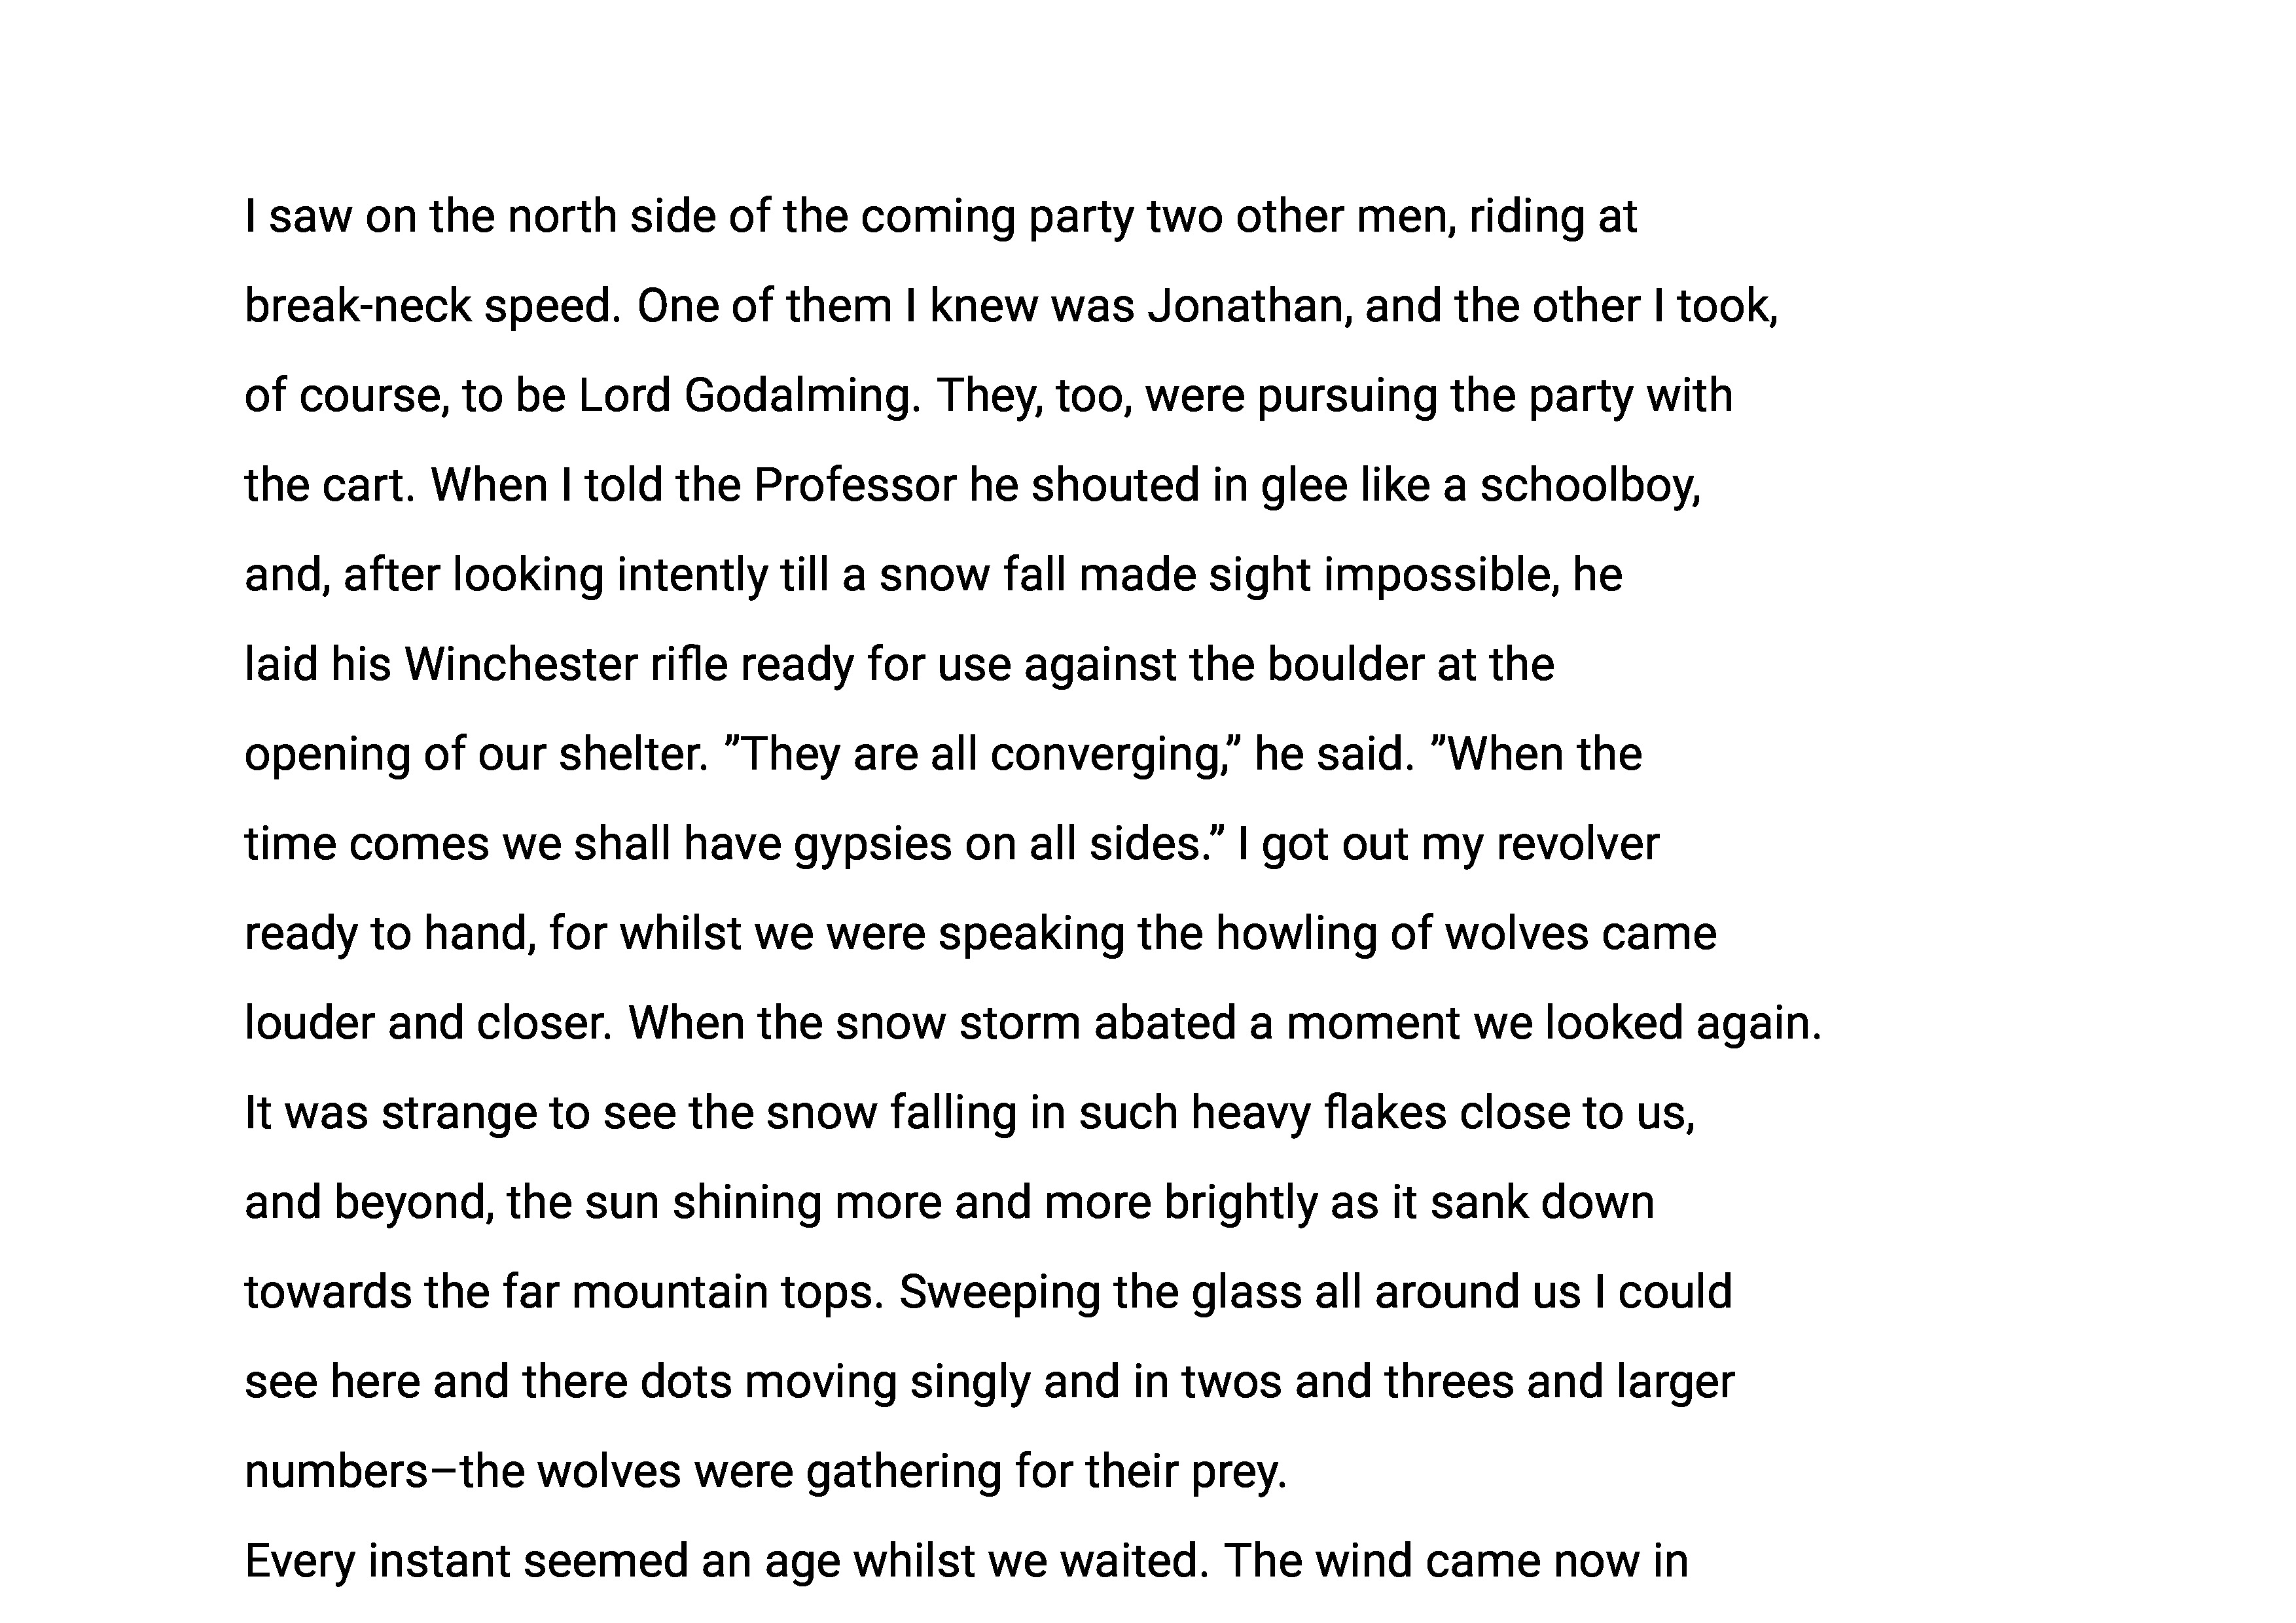 I saw on the north side of the coming party two other men, riding at
break-neck speed. One of them I knew was Jonathan, and the other I took,
of course, to be Lord Godalming. They, too, were pursuing the party with
the cart. When I told the Professor he shouted in glee like a schoolboy,
and, after looking intently till a snow fall made sight impossible, he
laid his Winchester rifle ready for use against the boulder at the
opening of our shelter. ”They are all converging,” he said. ”When the
time comes we shall have gypsies on all sides.” I got out my revolver
ready to hand, for whilst we were speaking the howling of wolves came
louder and closer. When the snow storm abated a moment we looked again.
It was strange to see the snow falling in such heavy flakes close to us,
and beyond, the sun shining more and more brightly as it sank down
towards the far mountain tops. Sweeping the glass all around us I could
see here and there dots moving singly and in twos and threes and larger
numbers–the wolves were gathering for their prey.
Every instant seemed an age whilst we waited. The wind came now in